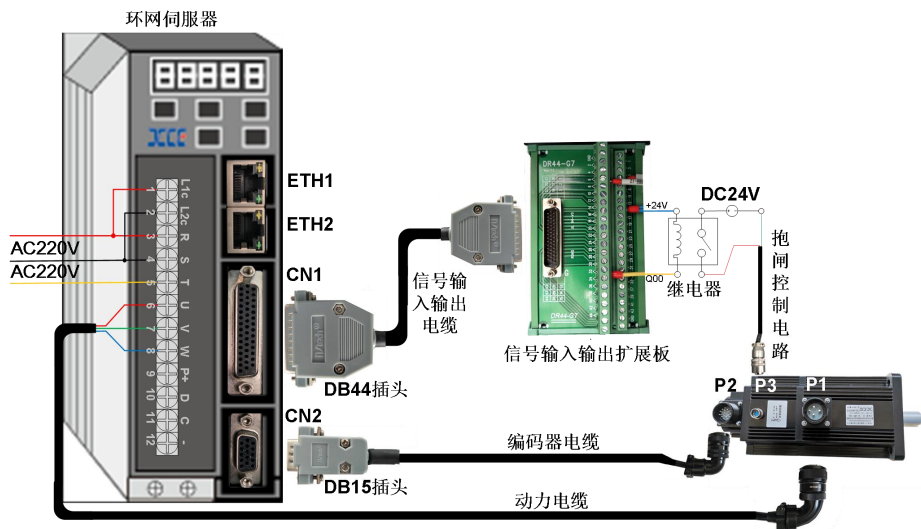 环网伺服器
88888
XCC
L1c
L2c
R
S
T
U
V
W
P+
D
C
-
1
2
3
4
5
6
7
8
9
10
11
12
AC220V
AC220V
ETH1
ETH2
CN1
CN2
DB44插头
DB15插头
信号输
入输出
电缆
DR44-G7
DR44-G7
信号输入输出扩展板
+24V
Q00
DC24V
继电器
抱闸控制电路
P2
P3
P1
编码器电缆
动力电缆